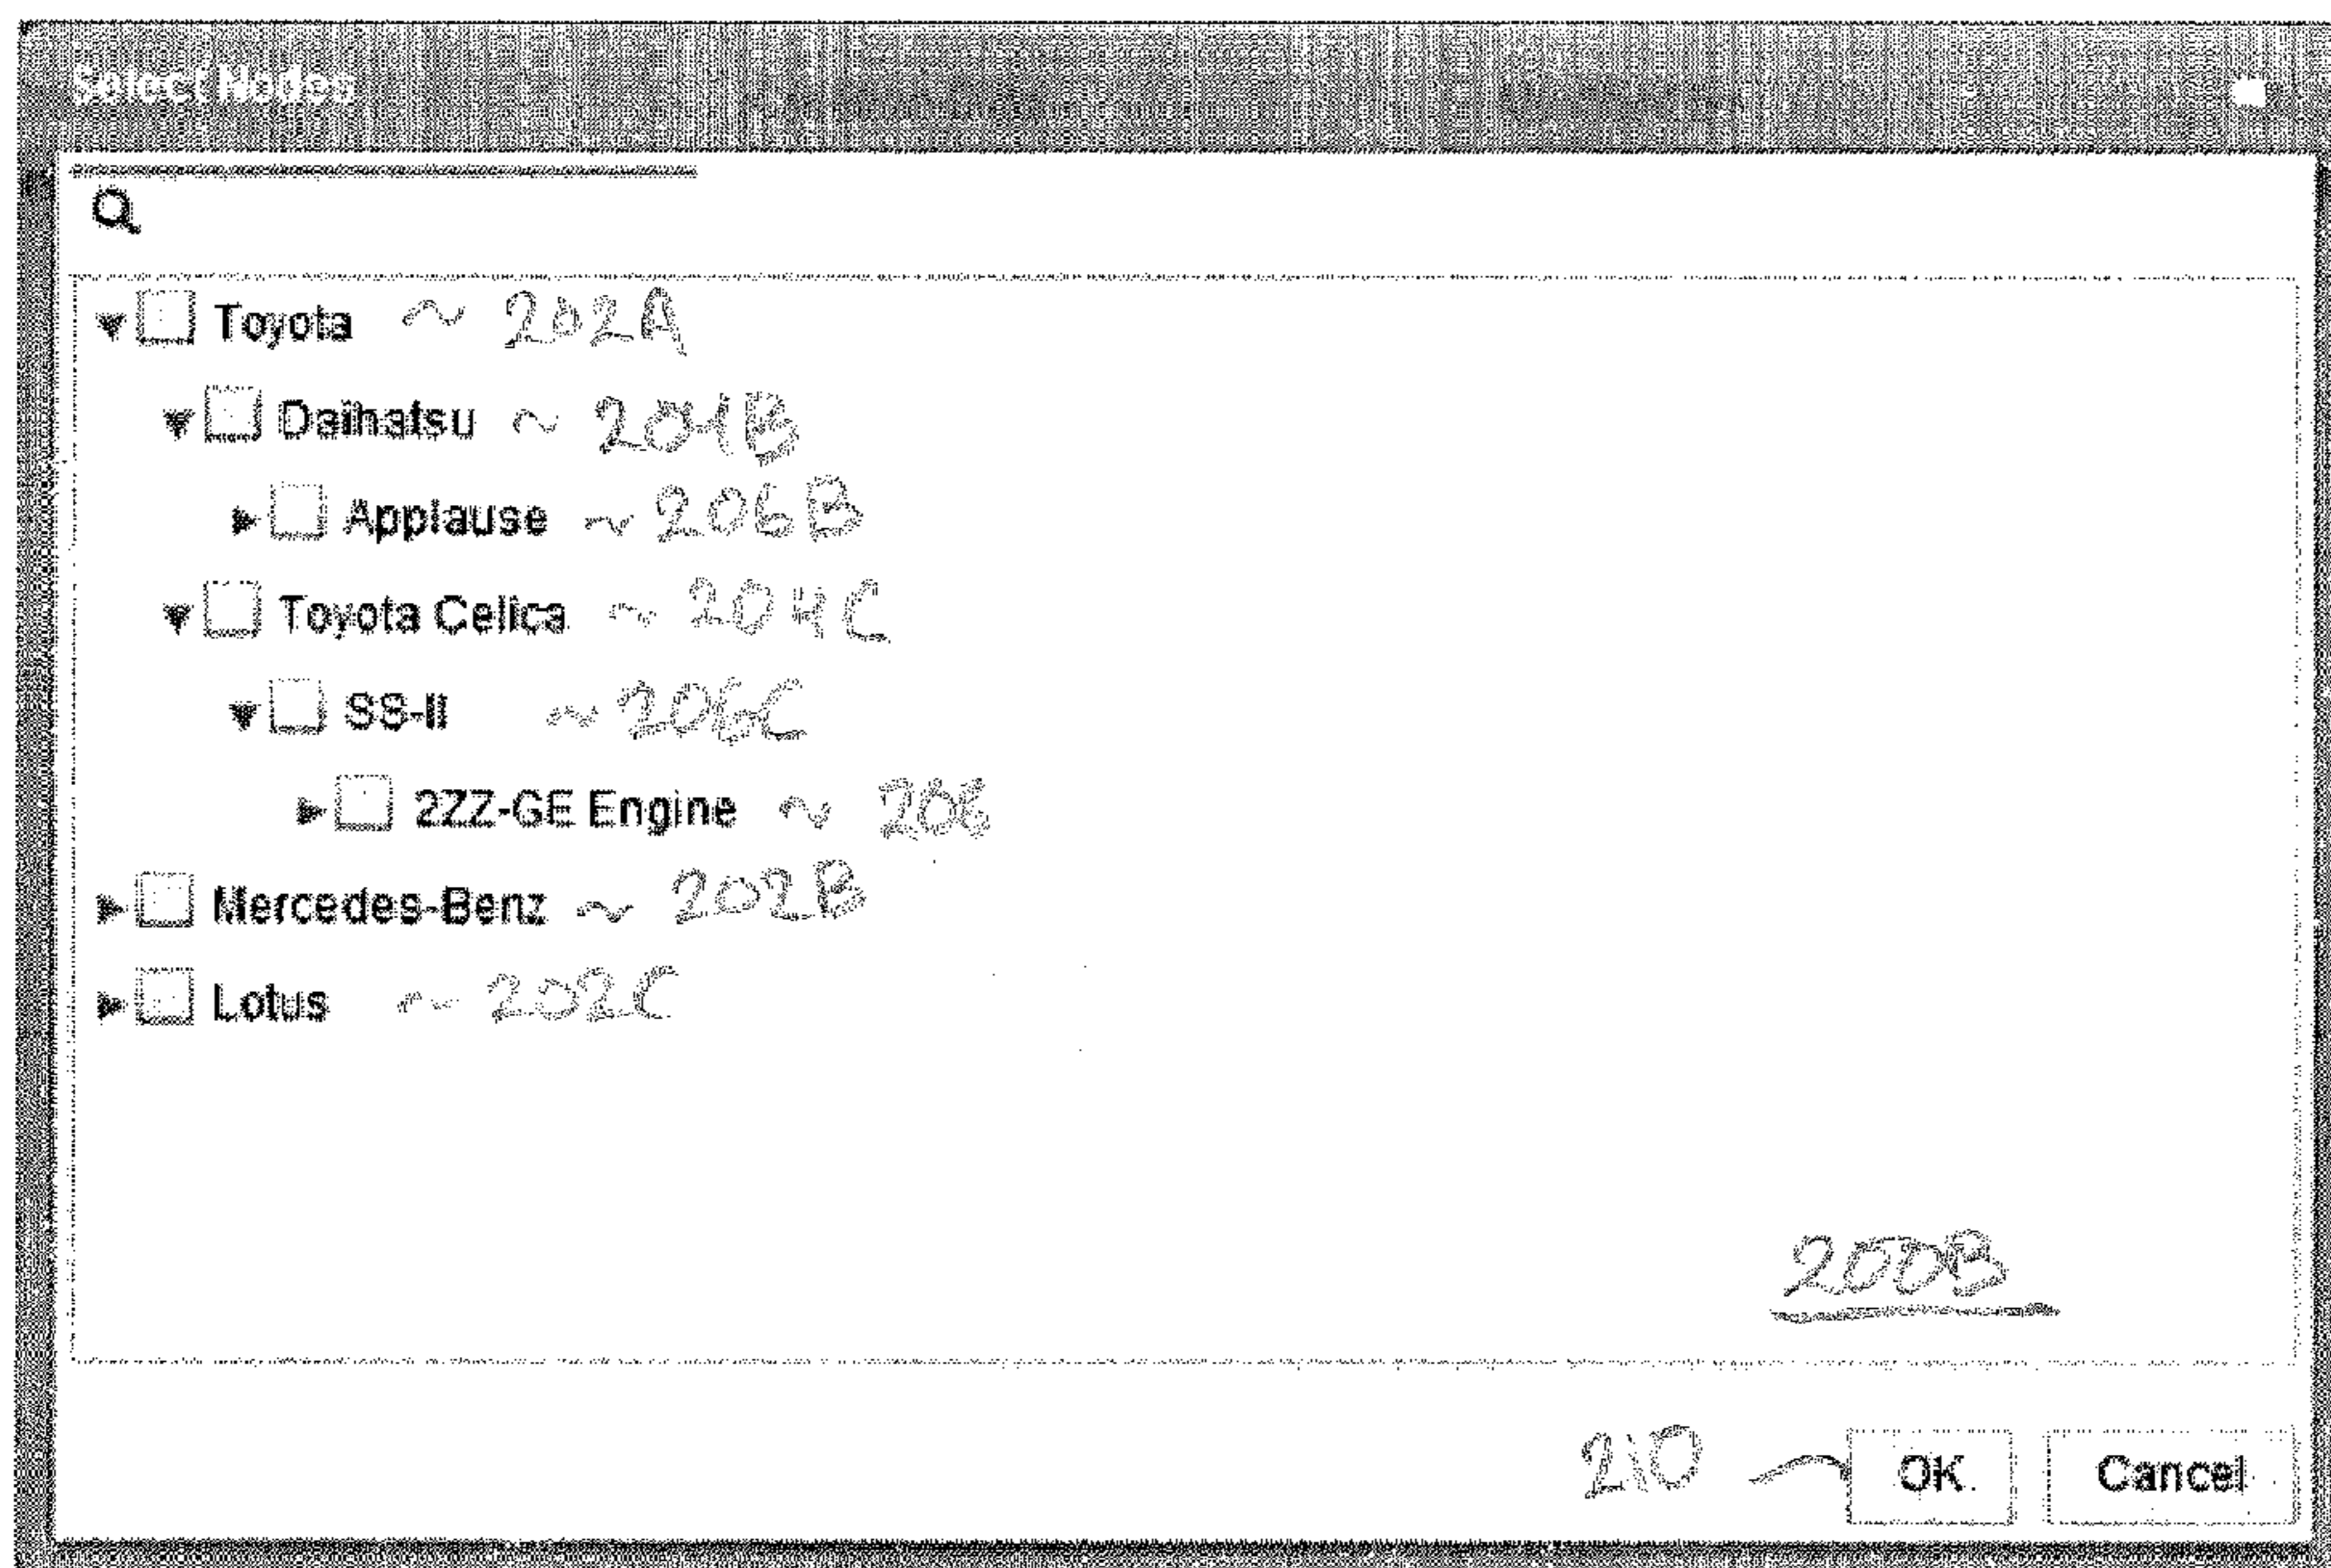 Select Nodes
Toyota ~ 202A
Daihatsu ~ 204B
Applause ~ 206B
Toyota Celica ~ 204C
SS-II ~ 206C
2ZZ-GE Engine ~ 208
Mercedes-Benz ~ 202B
Lotus ~ 202C
200B
210 OK Cancel